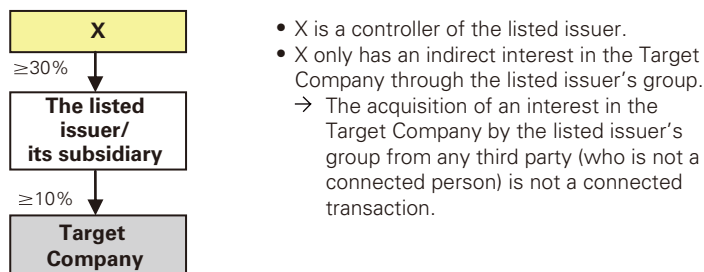 X
≥30%
The listed
issuer/
its subsidiary
≥10%
Target
Company
• X is a controller of the listed issuer.
• X only has an indirect interest in the Target
Company through the listed issuer’s group.
→ The acquisition of an interest in the
Target Company by the listed issuer’s
group from any third party (who is not a
connected person) is not a connected
transaction.